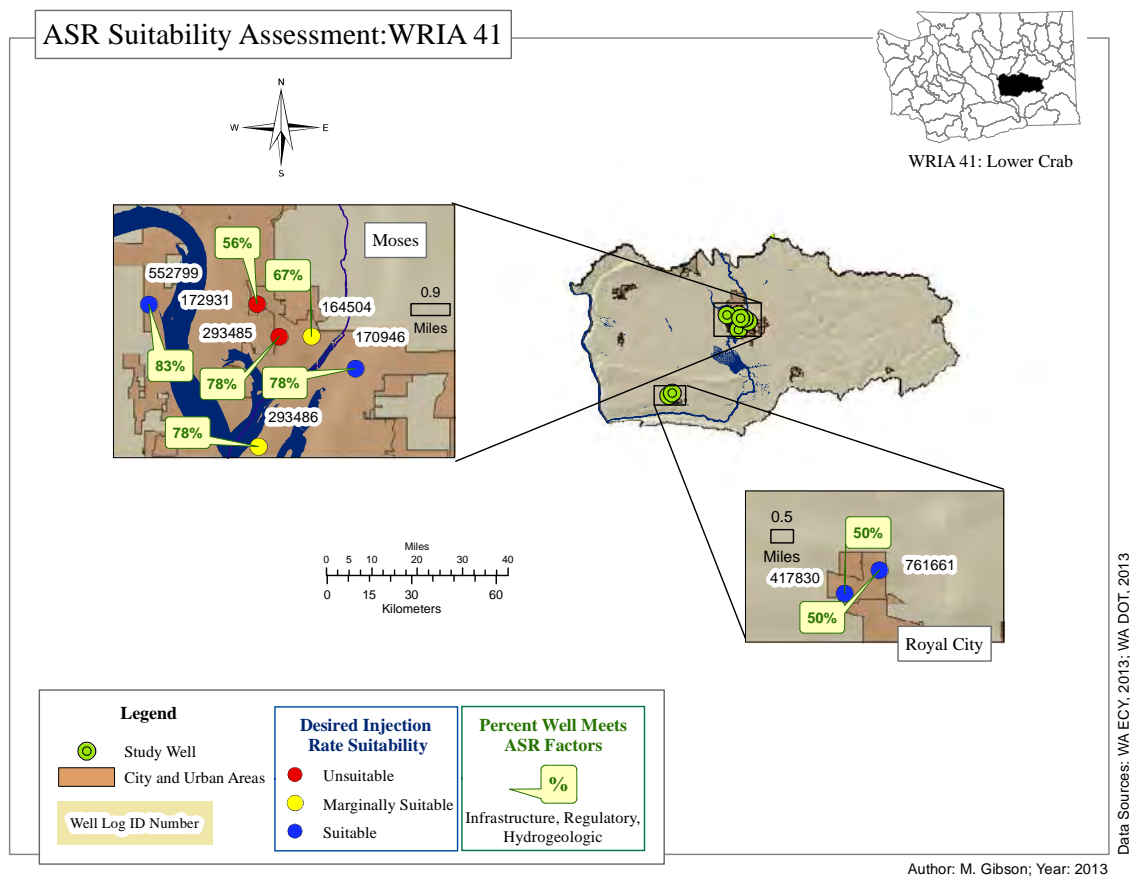 ASR Suitability Assessment:WRIA 41
WRIA 41: Lower Crab
N
W
E
S
Moses
56%
67%
552799
172931
164504
0.9
Miles
293485
170946
83%
78%
78%
293486
78%
Miles
0 5 10 20 30 40
0 15 30 60
Kilometers
0.5
Miles
50%
417830
761661
50%
Royal City
Legend
Study Well
City and Urban Areas
Well Log ID Number
Desired Injection
Rate Suitability
Unsuitable
Marginally Suitable
Suitable
Percent Well Meets
ASR Factors
%
Infrastructure, Regulatory,
Hydrogeologic
Data Sources: WA ECY, 2013; WA DOT, 2013
Author: M. Gibson; Year: 2013